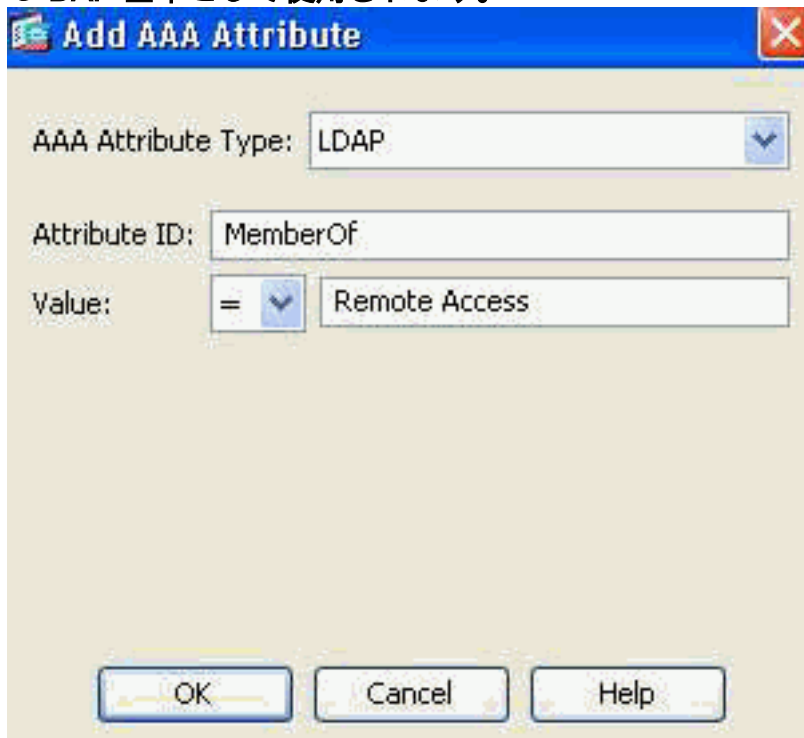 Add AAA Attribute
AAA Attribute Type: LDAP
Attribute ID: MemberOf
Value: = Remote Access
OK Cancel Help